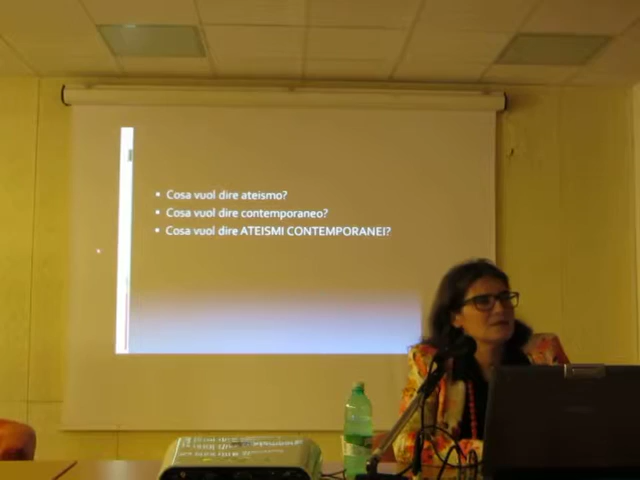 • Cosa vuol dire ateismo?
• Cosa vuol dire contemporaneo?
• Cosa vuol dire ATEISMI CONTEMPORANEI?